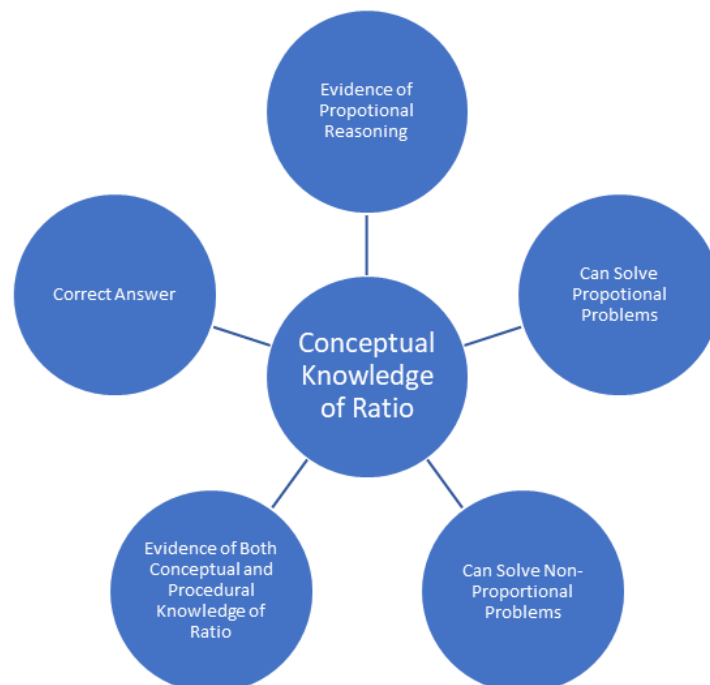 Evidence of
Propotional
Reasoning
Correct Answer
Can Solve
Propotional
Problems
Conceptual
Knowledge
of Ratio
Evidence of Both
Conceptual and
Procedural
Knowledge of
Ratio
Can Solve Non-
Proportional
Problems